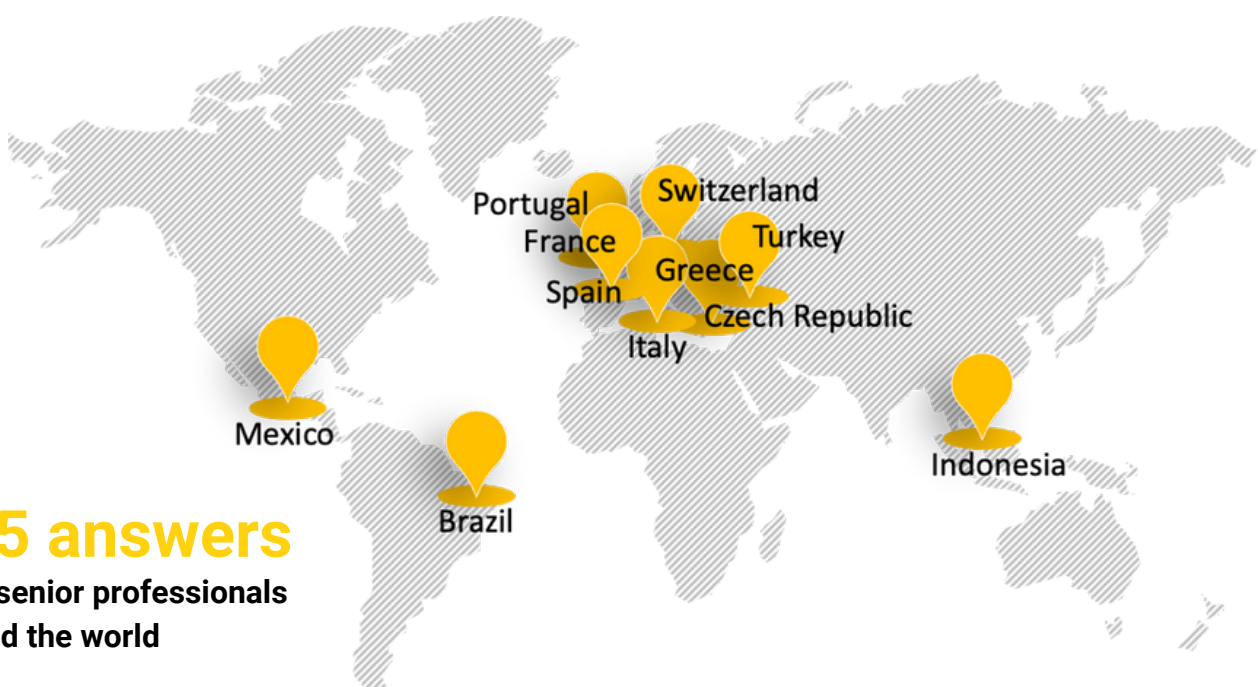 Switzerland
Portugal
Turkey
France
Greece
Spain
Czech Republic
Italy
Mexico
Indonesia
Brazil
5 answers
senior professionals
d the world